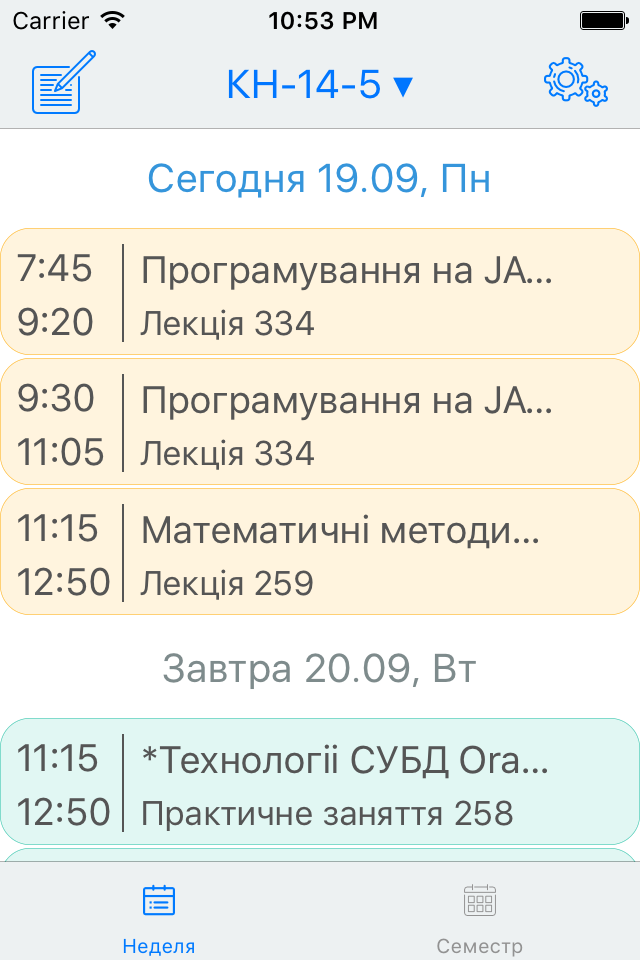 Carrier 10:53 PM
КН-14-5 ▼
Сегодня 19.09, Пн
7:45 Програмування на JA...
9:20 Лекція 334
9:30 Програмування на JA...
11:05 Лекція 334
11:15 Математичні методи...
12:50 Лекція 259
Завтра 20.09, Вт
11:15 *Технологіі СУБД Ora...
12:50 Практичне заняття 258
Неделя Семестр